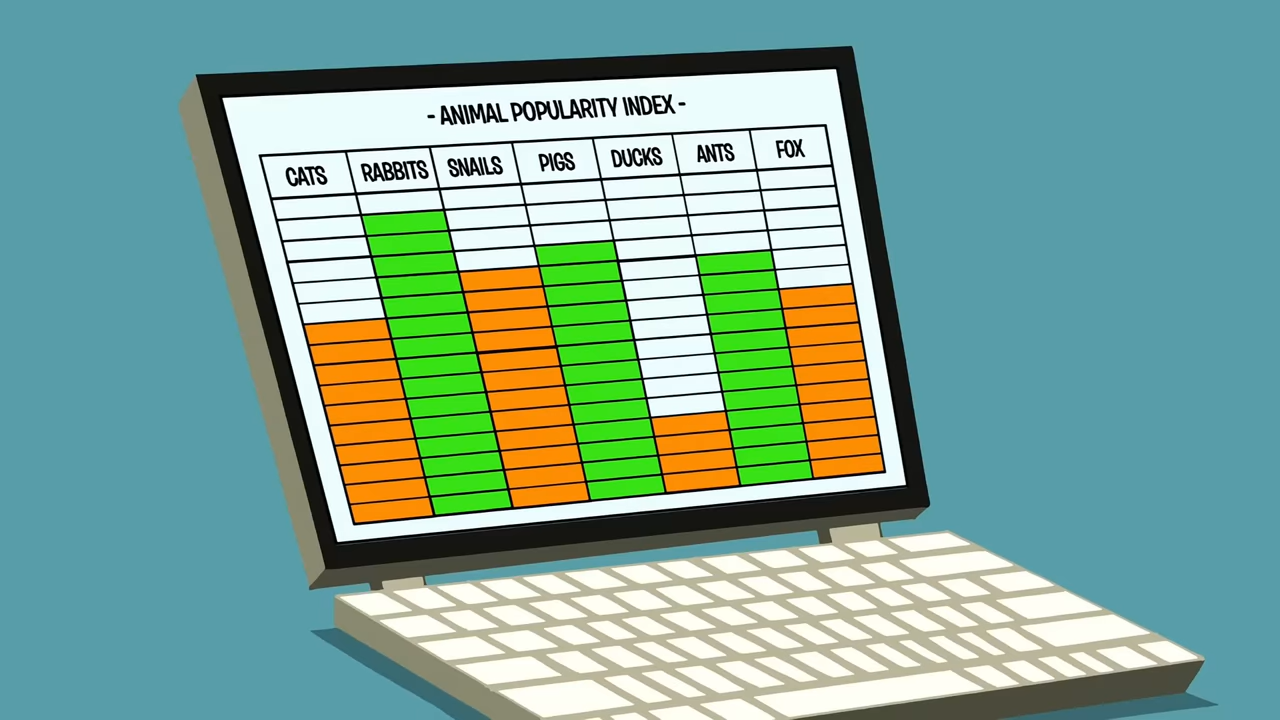 - ANIMAL POPULARITY INDEX -
CATS RABBITS SNAILS PIGS DUCKS ANTS FOX